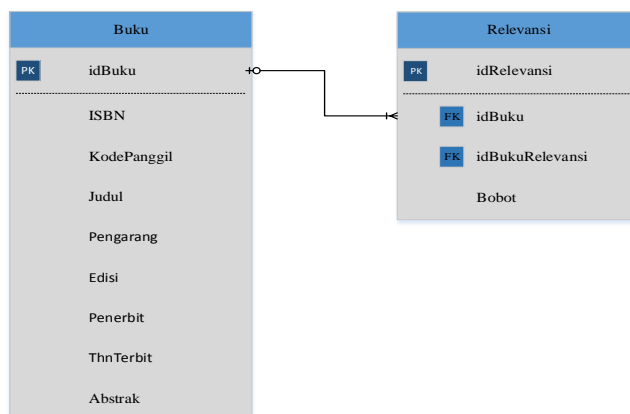 Buku
PK idBuku
ISBN
KodePanggil
Judul
Pengarang
Edisi
Penerbit
ThnTerbit
Abstrak
Relevansi
PK idRelevansi
FK idBuku
FK idBukuRelevansi
Bobot